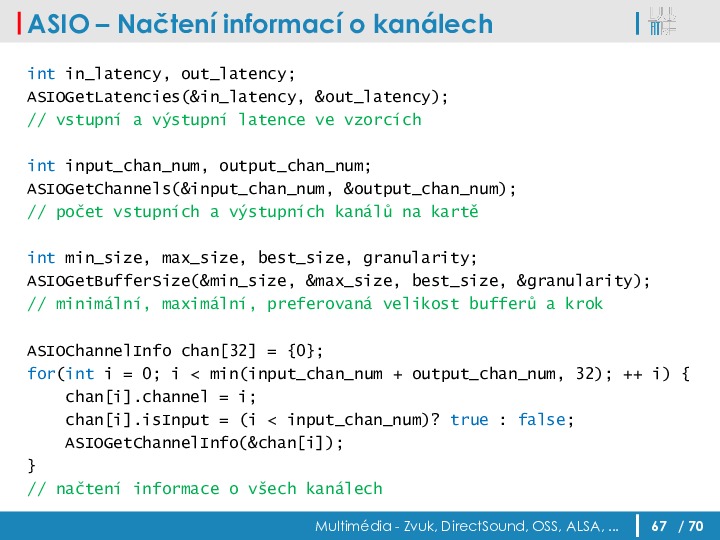 ASIO – Načtení informací o kanálech
int in_latency, out_latency;
ASIOGetLatencies(&in_latency, &out_latency);
// vstupní a výstupní latence ve vzorcích
int input_chan_num, output_chan_num;
ASIOGetChannels(&input_chan_num, &output_chan_num);
// počet vstupních a výstupních kanálů na kartě
int min_size, max_size, best_size, granularity;
ASIOGetBufferSize(&min_size, &max_size, best_size, &granularity);
// minimální, maximální, preferovaná velikost bufferů a krok
ASIOChannelInfo chan[32] = {0};
for(int i = 0; i < min(input_chan_num + output_chan_num, 32); ++ i) {
    chan[i].channel = i;
    chan[i].isInput = (i < input_chan_num)? true : false;
    ASIOGetChannelInfo(&chan[i]);
}
// načtení informace o všech kanálech
Multimédia - Zvuk, DirectSound, OSS, ALSA, ... 67 / 70